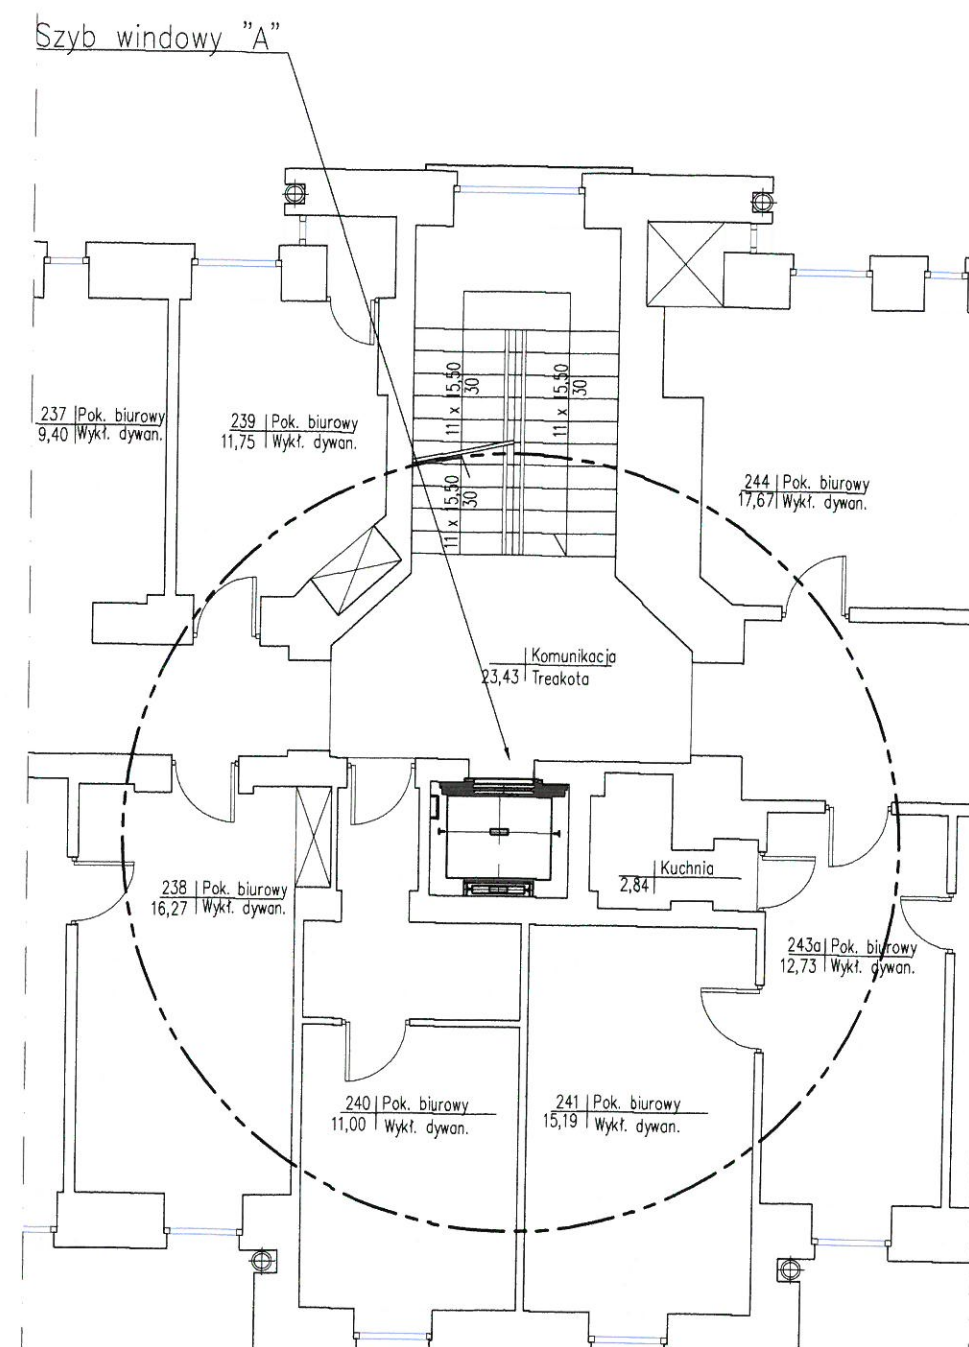 Szyb windowy "A"
11 x 15,50
30
11 x 15,50
30
11 x 15,50
30
237 Pok. biurowy
9,40 Wykł. dywan.
239 Pok. biurowy
11,75 Wykł. dywan.
244 Pok. biurowy
17,67 Wykł. dywan.
Komunikacja
23,43 Treakota
238 Pok. biurowy
16,27 Wykł. dywan.
Kuchnia
2,84
243a Pok. biurowy
12,73 Wykł. dywan.
240 Pok. biurowy
11,00 Wykł. dywan.
241 Pok. biurowy
15,19 Wykł. dywan.